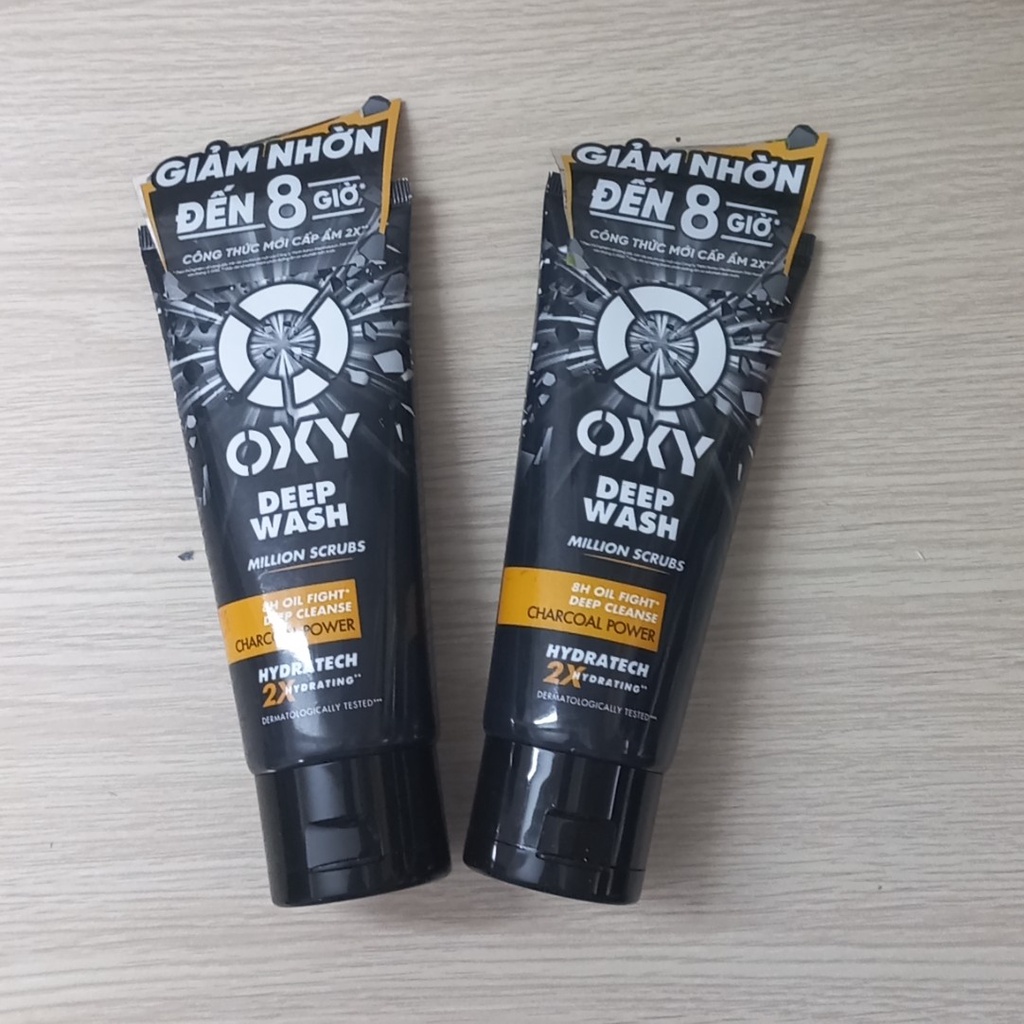 GIẢM NHỜN
ĐẾN 8 GIỜ*
CÔNG THỨC MỚI CẤP ẨM 2X**
OXY
DEEP
WASH
MILLION SCRUBS
8H OIL FIGHT*
DEEP CLEANSE
CHARCOAL POWER
HYDRATECH
2X HYDRATING**
DERMATOLOGICALLY TESTED***
GIẢM NHỜN
ĐẾN 8 GIỜ*
CÔNG THỨC MỚI CẤP ẨM 2X**
OXY
DEEP
WASH
MILLION SCRUBS
8H OIL FIGHT*
DEEP CLEANSE
CHARCOAL POWER
HYDRATECH
2X HYDRATING**
DERMATOLOGICALLY TESTED***